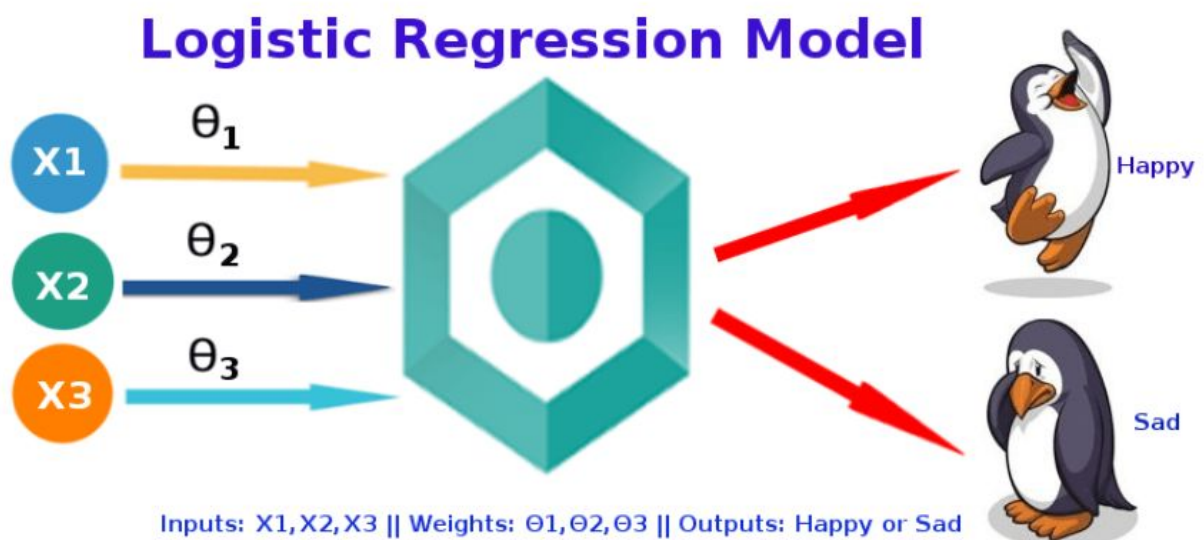 Logistic Regression Model
X1
θ1
X2
θ2
X3
θ3
Happy
Sad
Inputs: X1,X2,X3 || Weights: Θ1,Θ2,Θ3 || Outputs: Happy or Sad